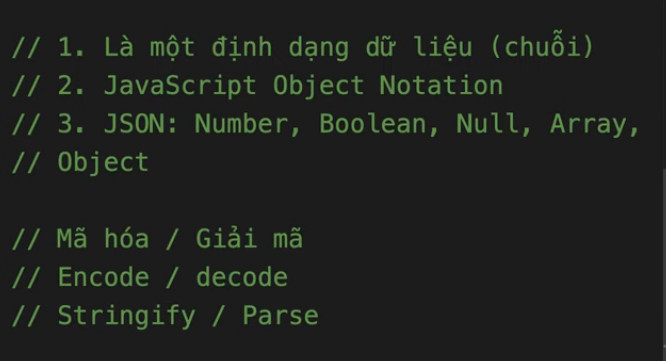 // 1. Là một định dạng dữ liệu (chuỗi)
// 2. JavaScript Object Notation
// 3. JSON: Number, Boolean, Null, Array,
// Object
// Mã hóa / Giải mã
// Encode / decode
// Stringify / Parse